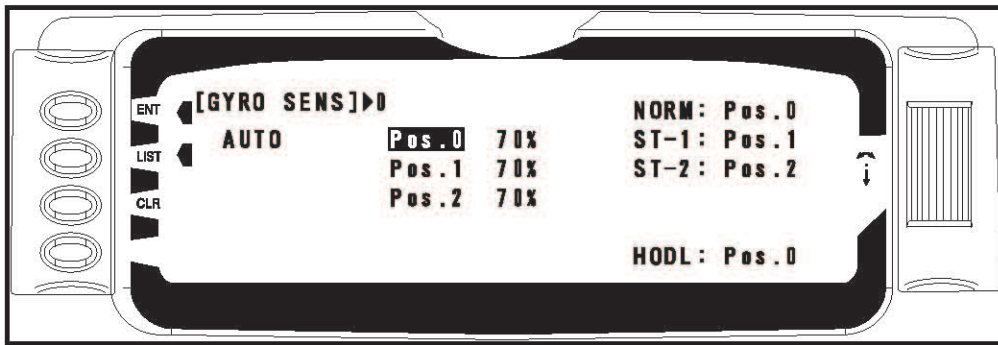 ENT
LIST
CLR
[GYRO SENS]▶0
AUTO
Pos.0 70%
Pos.1 70%
Pos.2 70%
NORM: Pos.0
ST-1: Pos.1
ST-2: Pos.2
HODL: Pos.0